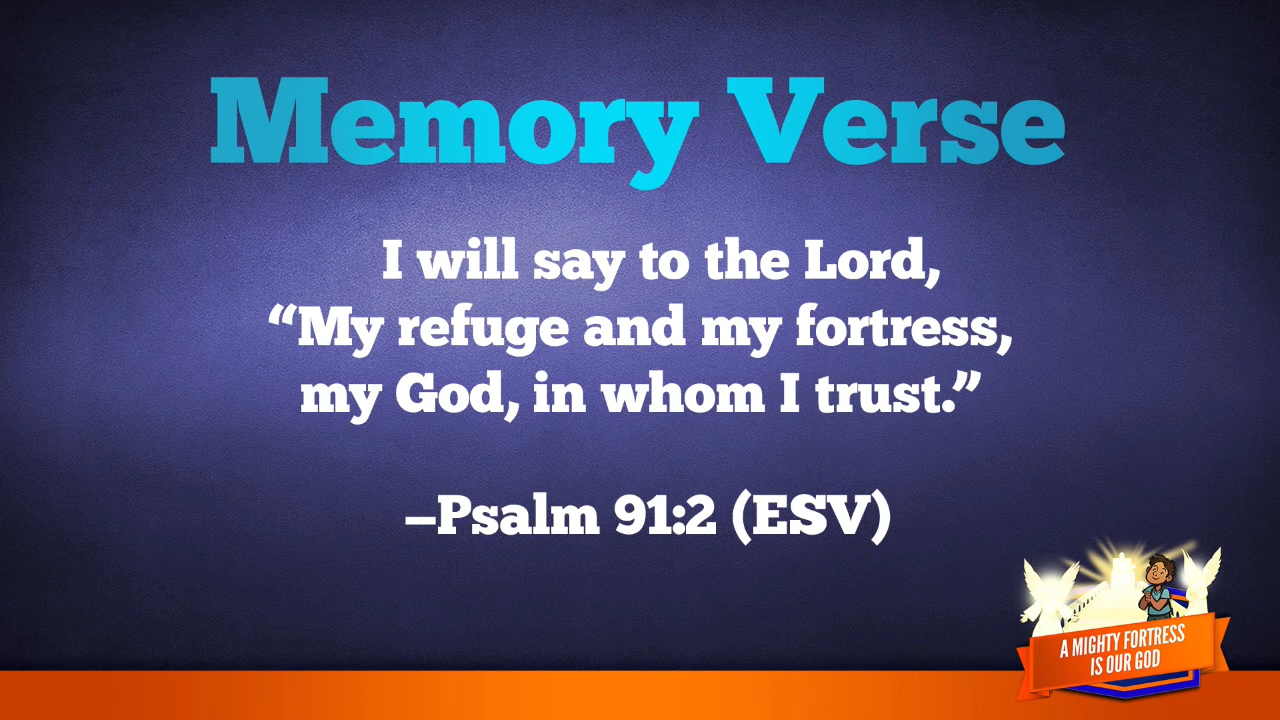 Memory Verse
I will say to the Lord,
“My refuge and my fortress,
my God, in whom I trust.”
–Psalm 91:2 (ESV)
A MIGHTY FORTRESS
IS OUR GOD